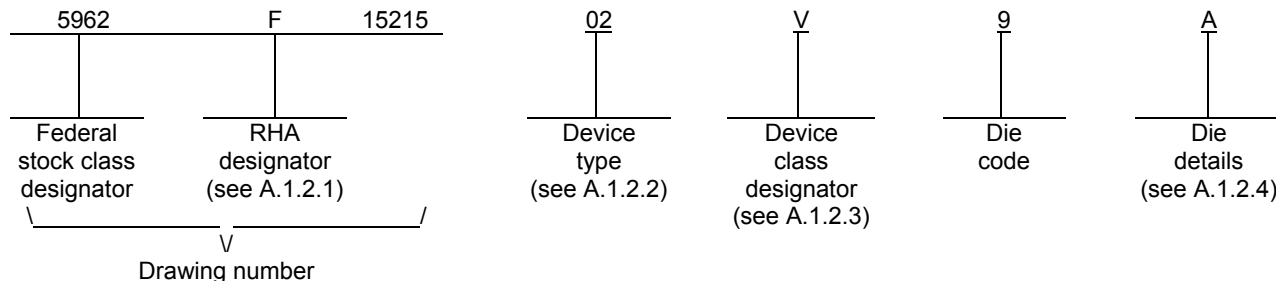 5962 F 15215 02 V 9 A
Federal RHA Device Device Die Die
stock class designator type class code details
designator (see A.1.2.1) (see A.1.2.2) designator (see A.1.2.4)
(see A.1.2.3)
\ /
\/
Drawing number